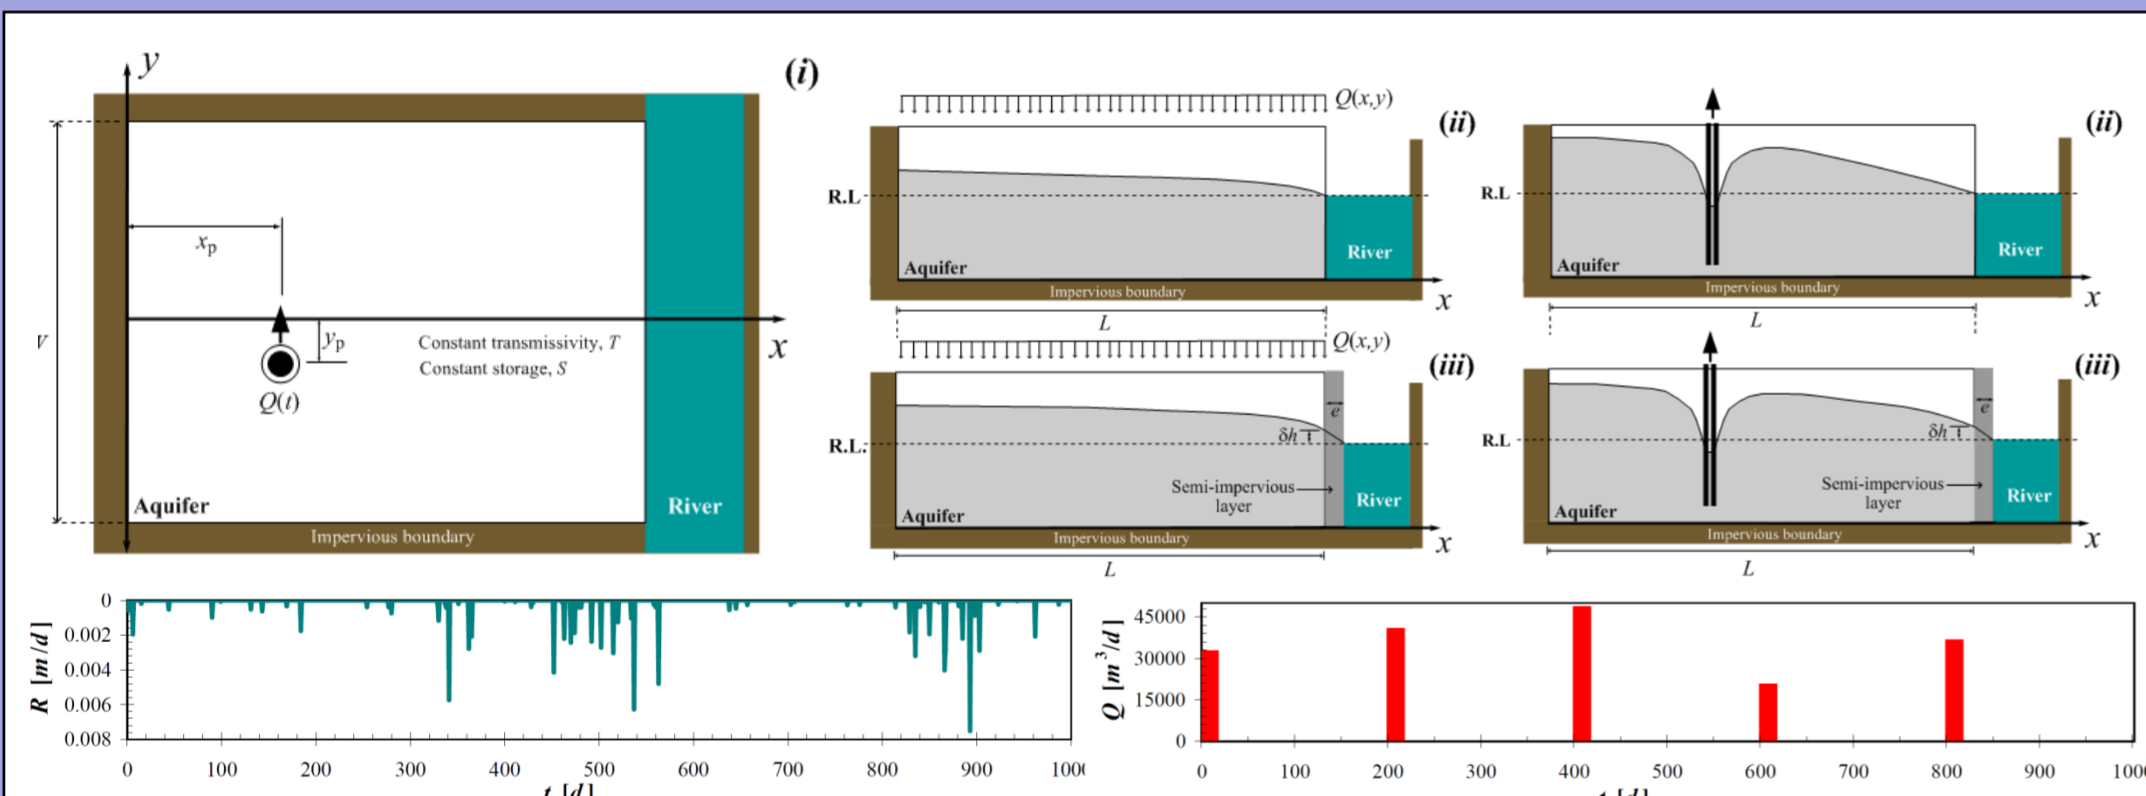 y
(i)
x_p
y_p
Q(t)
Constant transmissivity, T
Constant storage, S
x
Aquifer
River
Impervious boundary
Q(x,y)
(ii)
R.L
River
Aquifer
Impervious boundary
x
L
(ii)
R.L
River
Aquifer
Impervious boundary
x
L
Q(x,y)
(iii)
e
δh
R.L.
Semi-impervious
layer
River
Aquifer
Impervious boundary
x
L
(iii)
e
δh
R.L
Semi-impervious
layer
River
Aquifer
Impervious boundary
x
L
R [m/d]
0
0.002
0.004
0.006
0.008
0 100 200 300 400 500 600 700 800 900
t [d]
Q [m³/d]
45000
30000
15000
0
0 100 200 300 400 500 600 700 800 900
t [d]